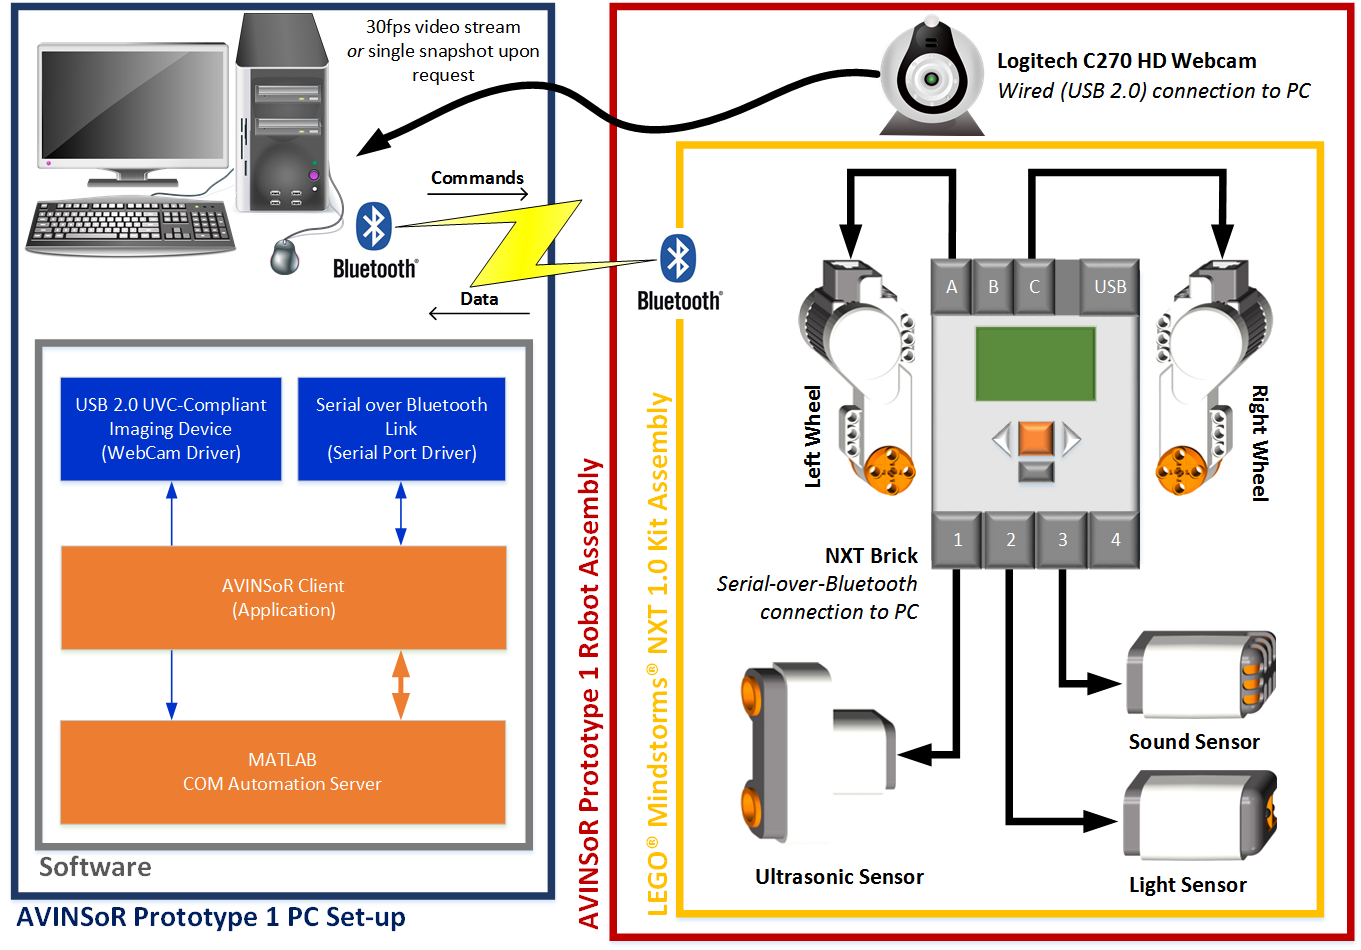 30fps video stream
or single snapshot upon
request
Logitech C270 HD Webcam
Wired (USB 2.0) connection to PC
Commands
Bluetooth®
Data
Bluetooth®
USB 2.0 UVC-Compliant
Imaging Device
(WebCam Driver)
Serial over Bluetooth
Link
(Serial Port Driver)
AVINSoR Client
(Application)
MATLAB
COM Automation Server
Software
AVINSoR Prototype 1 PC Set-up
AVINSoR Prototype 1 Robot Assembly
LEGO® Mindstorms® NXT 1.0 Kit Assembly
A B C USB
Left Wheel
Right Wheel
1 2 3 4
NXT Brick
Serial-over-Bluetooth
connection to PC
Sound Sensor
Ultrasonic Sensor
Light Sensor